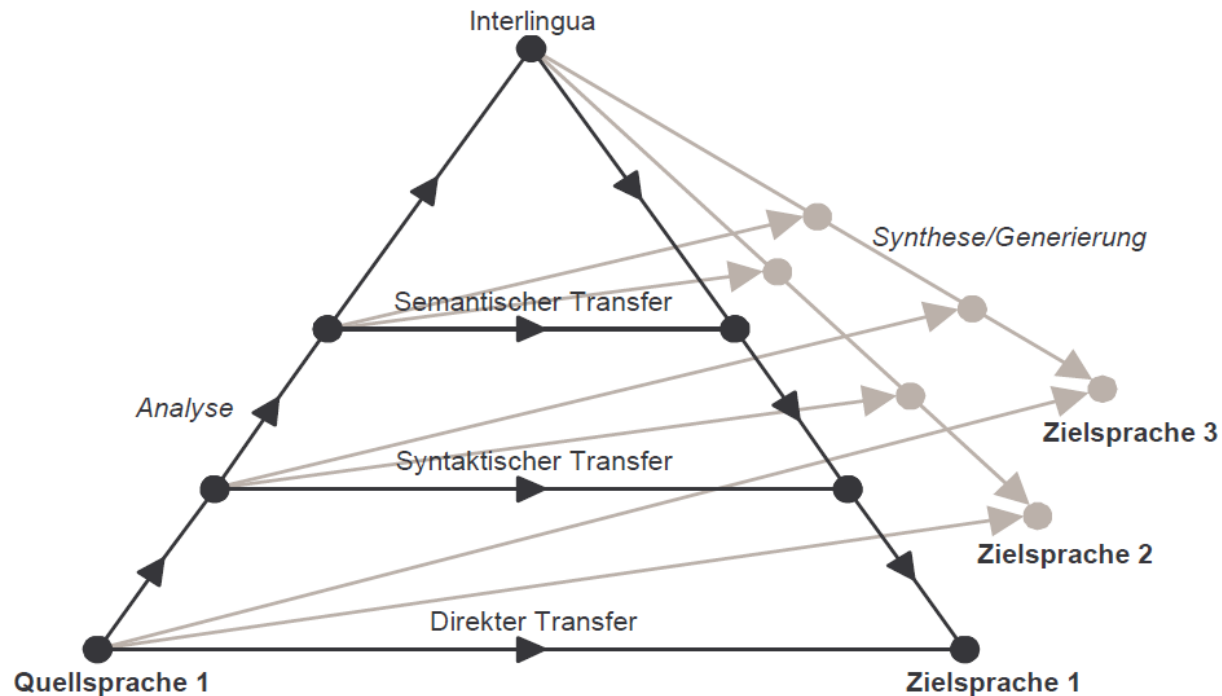 Interlingua
Synthese/Generierung
Semantischer Transfer
Analyse
Zielsprache 3
Syntaktischer Transfer
Zielsprache 2
Direkter Transfer
Quellsprache 1
Zielsprache 1